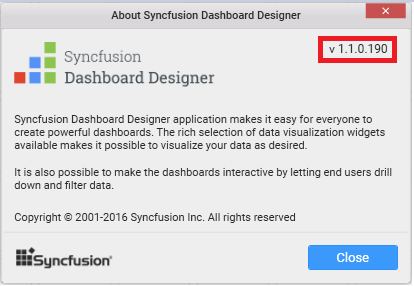 About Syncfusion Dashboard Designer
v 1.1.0.190
Syncfusion
Dashboard Designer
Syncfusion Dashboard Designer application makes it easy for everyone to
create powerful dashboards. The rich selection of data visualization widgets
available makes it possible to visualize your data as desired.
It is also possible to make the dashboards interactive by letting end users drill
down and filter data.
Copyright © 2001-2016 Syncfusion Inc. All rights reserved
Syncfusion
Close